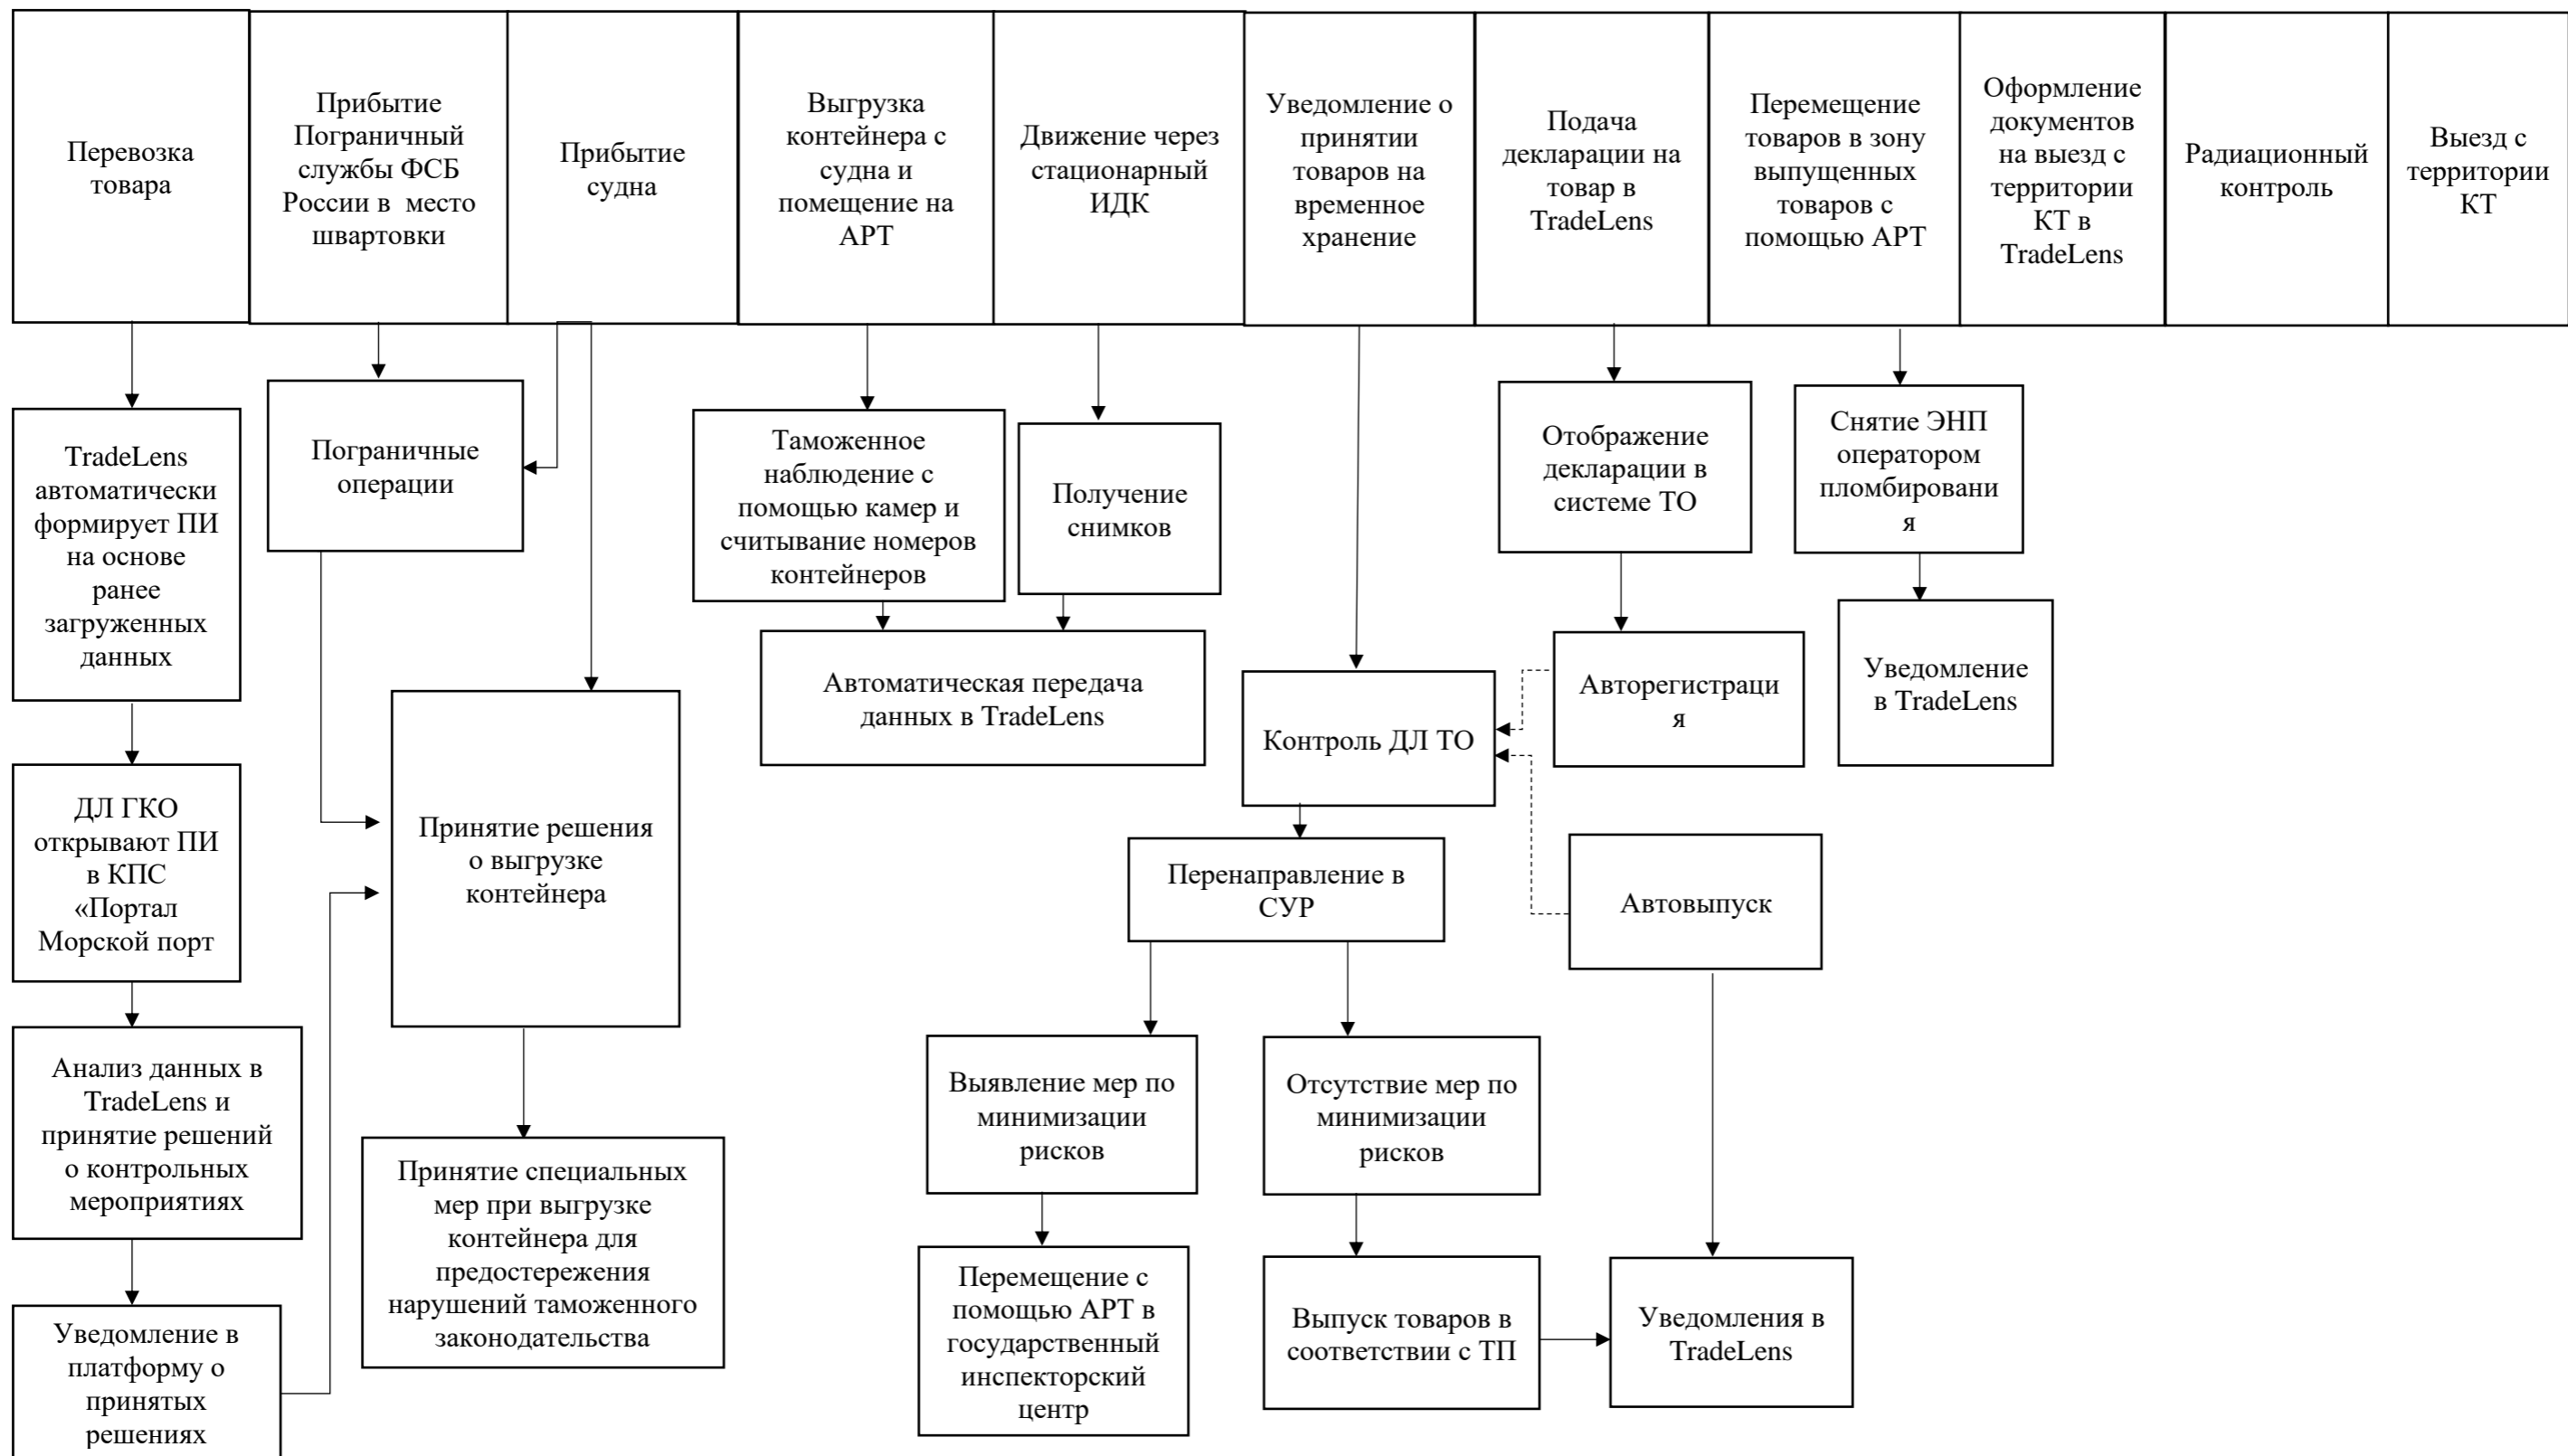 Перевозка
товара
Прибытие
Пограничный
службы ФСБ
России в место
швартовки
Прибытие
судна
Выгрузка
контейнера с
судна и
помещение на
АРТ
Движение через
стационарный
ИДК
Уведомление о
принятии
товаров на
временное
хранение
Подача
декларации на
товар в
TradeLens
Перемещение
товаров в зону
выпущенных
товаров с
помощью АРТ
Оформление
документов
на выезд с
территории
КТ в
TradeLens
Радиационный
контроль
Выезд с
территории
КТ
TradeLens
автоматически
формирует ПИ
на основе
ранее
загруженных
данных
Пограничные
операции
Таможенное
наблюдение с
помощью камер и
считывание номеров
контейнеров
Получение
снимков
Отображение
декларации в
системе ТО
Снятие ЭНП
оператором
пломбировани
я
Автоматическая передача
данных в TradeLens
Контроль ДЛ ТО
Авторегистраци
я
Уведомление
в TradeLens
ДЛ ГКО
открывают ПИ
в КПС
«Портал
Морской порт
Принятие решения
о выгрузке
контейнера
Перенаправление в
СУР
Автовыпуск
Анализ данных в
TradeLens и
принятие решений
о контрольных
мероприятиях
Принятие специальных
мер при выгрузке
контейнера для
предостережения
нарушений таможенного
законодательства
Выявление мер по
минимизации
рисков
Отсутствие мер по
минимизации
рисков
Уведомление в
платформу о
принятых
решениях
Перемещение с
помощью АРТ в
государственный
инспекторский
центр
Выпуск товаров в
соответствии с ТП
Уведомления в
TradeLens